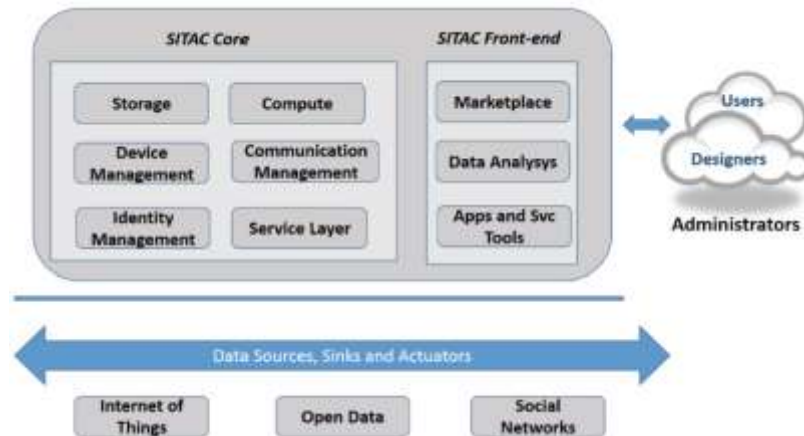 SITAC Core
SITAC Front-end
Storage
Compute
Marketplace
Device
Management
Communication
Management
Data Analysys
Identity
Management
Service Layer
Apps and Svc
Tools
Users
Designers
Administrators
Data Sources, Sinks and Actuators
Internet of
Things
Open Data
Social
Networks